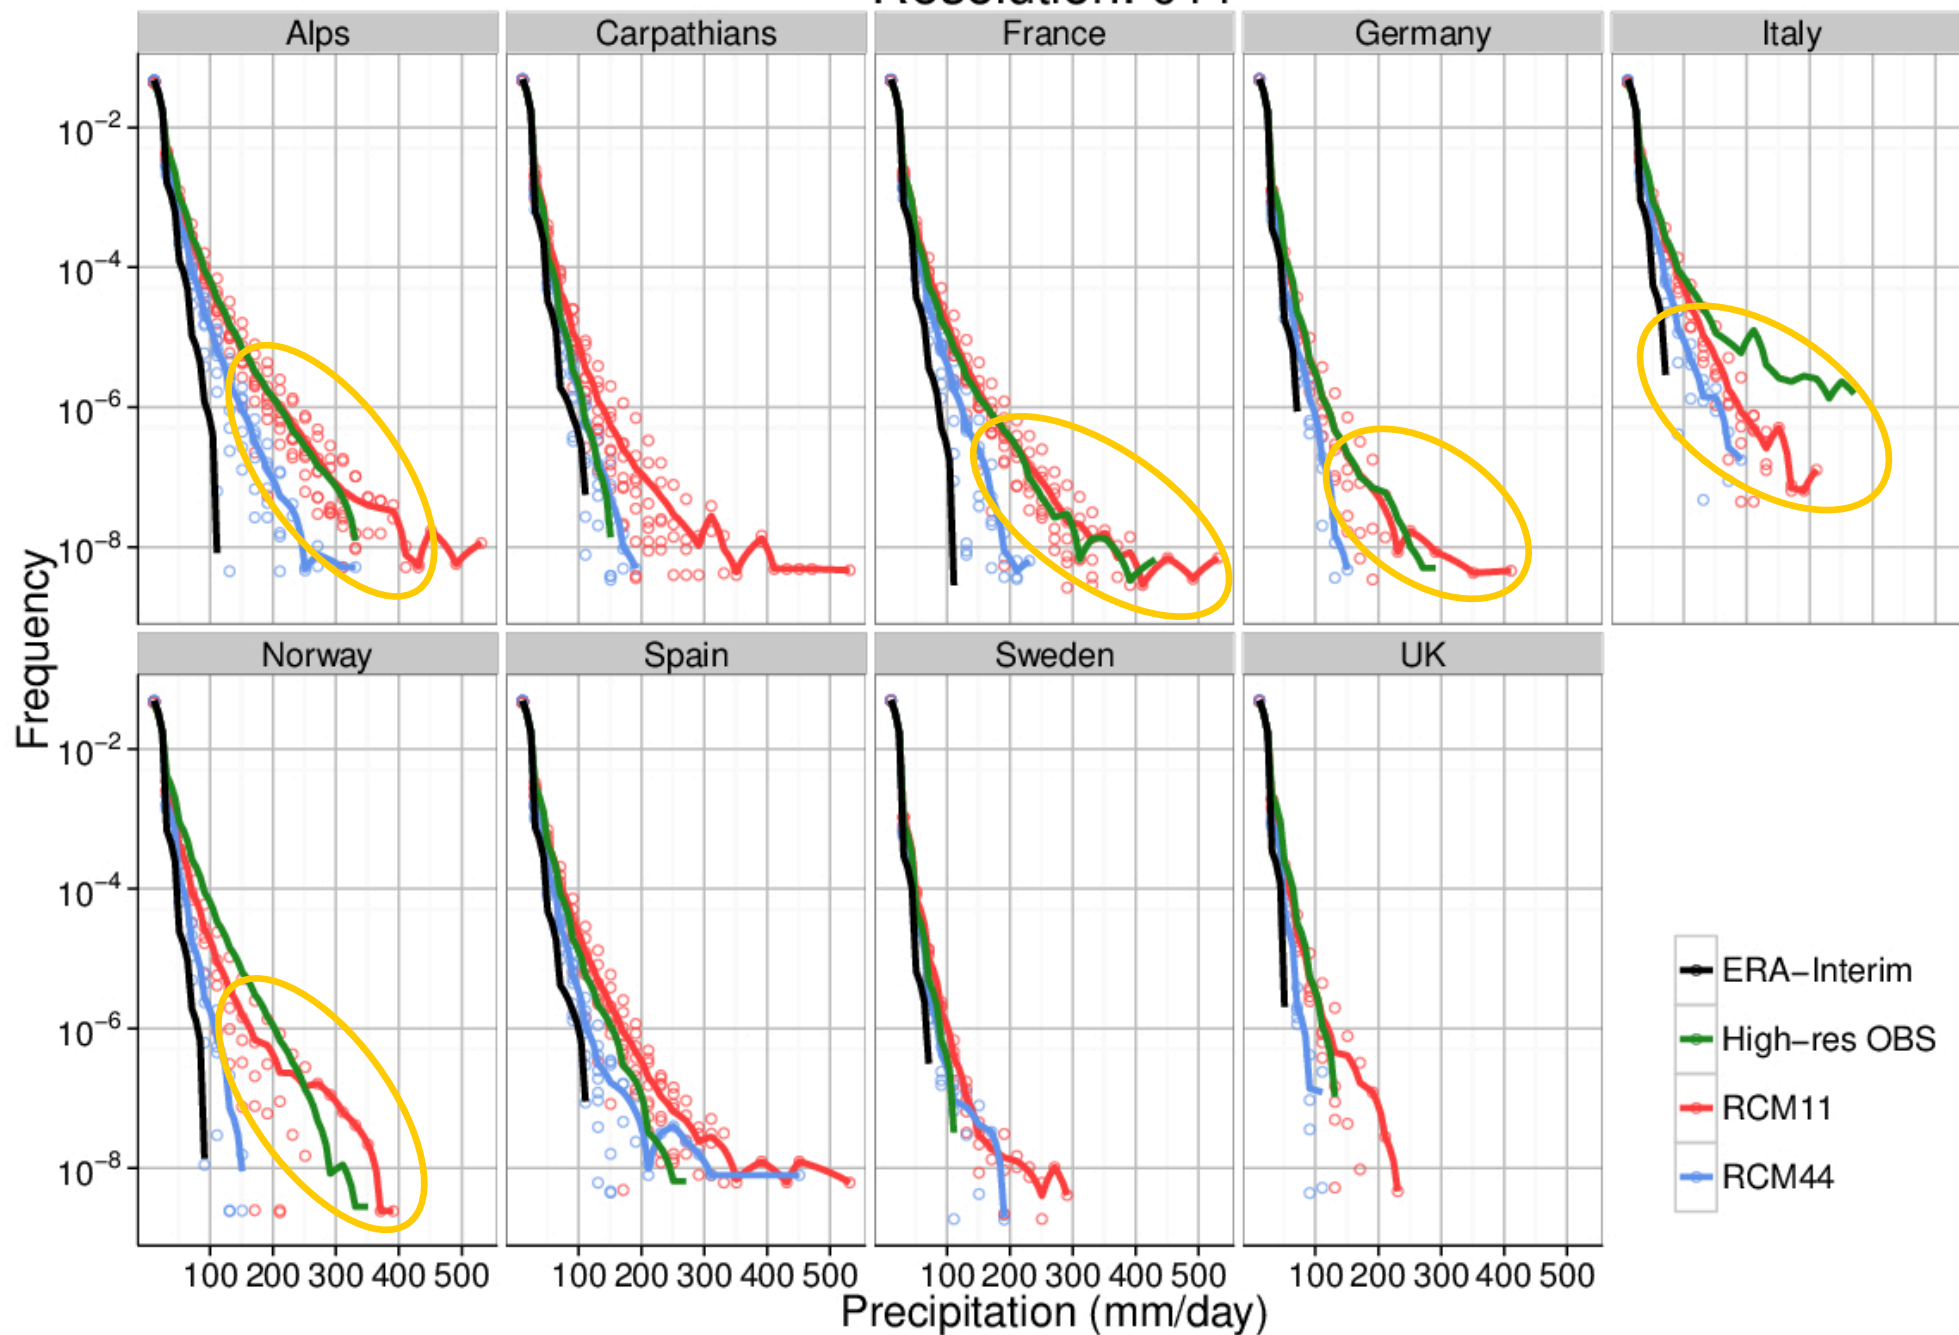 Alps Carpathians France Germany Italy
10−2
10−4
10−6
10−8
Norway Spain Sweden UK
10−2
10−4
10−6
10−8
Frequency
100 200 300 400 500 100 200 300 400 500 100 200 300 400 500 100 200 300 400 500
Precipitation (mm/day)
ERA−Interim
High−res OBS
RCM11
RCM44